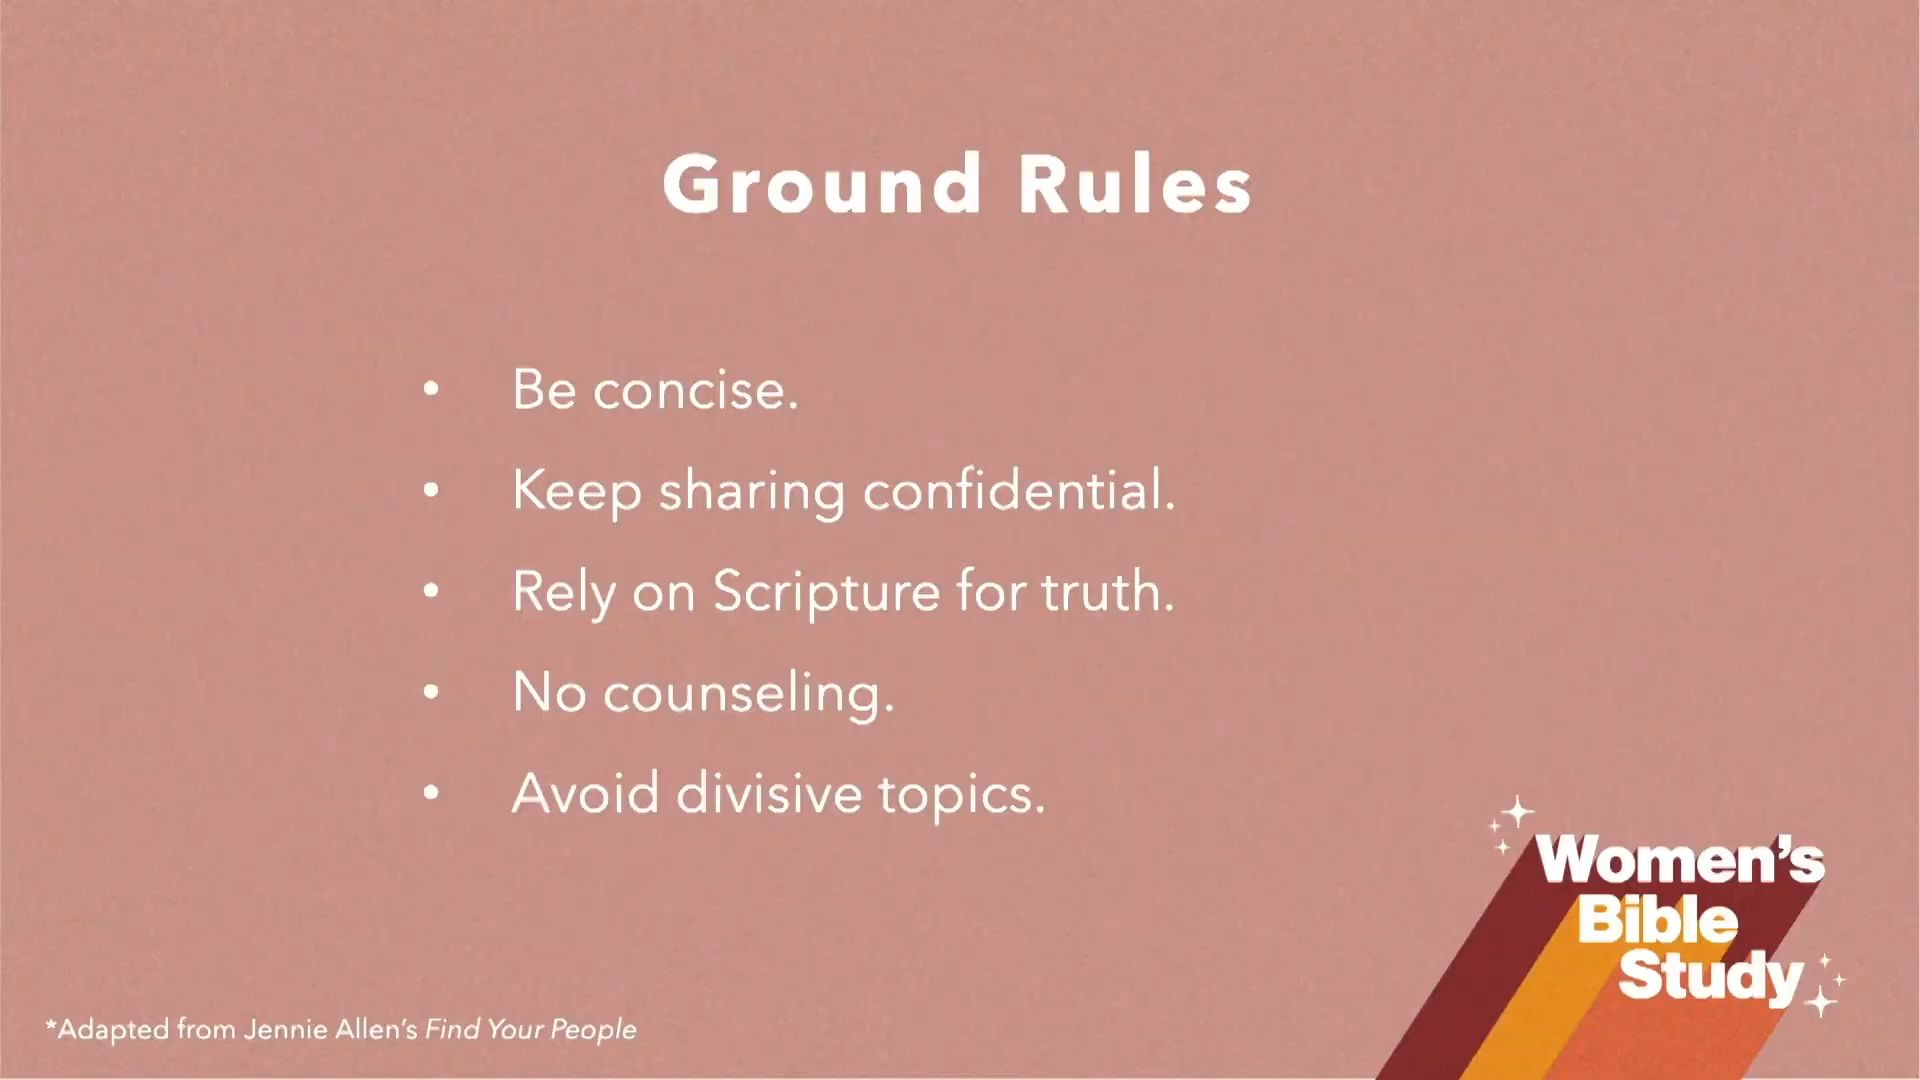 Ground Rules
• Be concise.
• Keep sharing confidential.
• Rely on Scripture for truth.
• No counseling.
• Avoid divisive topics.
Women's
Bible
Study
*Adapted from Jennie Allen's Find Your People